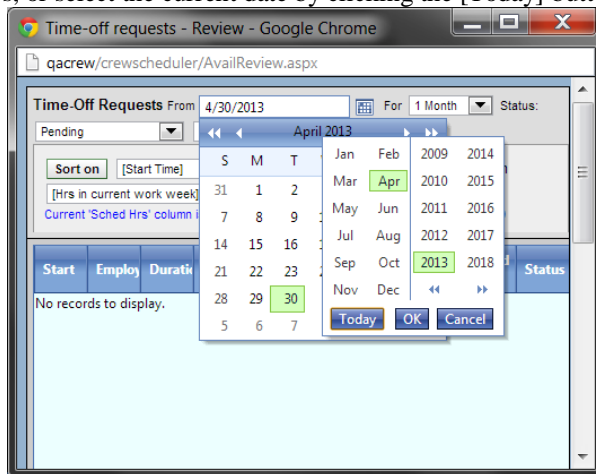 s, or select the current date by clicking the [Today] butt
Time-off requests - Review - Google Chrome
qacrew/crewscheduler/AvailReview.aspx
Time-Off Requests From 4/30/2013 For 1 Month Status:
Pending
April 2013
Sort on [Start Time]
[Hrs in current work week]
Current 'Sched Hrs' column i
S M T
31 1 2
7 8 9
14 15 16
21 22 23
28 29 30
5 6 7
Jan Feb 2009 2014
Mar Apr 2010 2015
May Jun 2011 2016
Jul Aug 2012 2017
Sep Oct 2013 2018
Nov Dec
Today OK Cancel
Start Employ Duratio Status
No records to display.